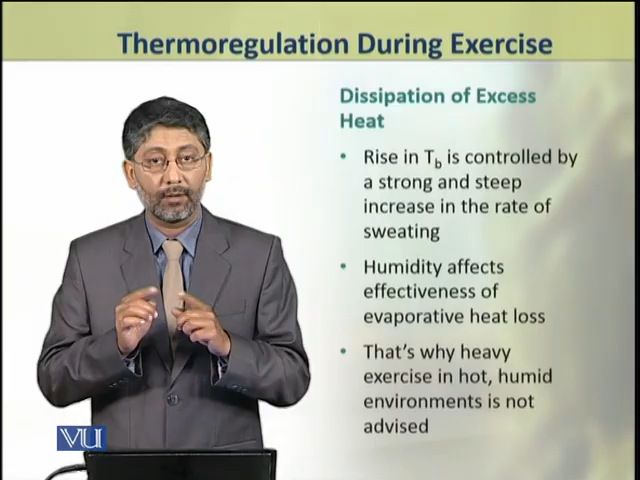 Thermoregulation During Exercise
Dissipation of Excess
Heat
• Rise in Tb is controlled by
a strong and steep
increase in the rate of
sweating
• Humidity affects
effectiveness of
evaporative heat loss
• That's why heavy
exercise in hot, humid
environments is not
advised
VU